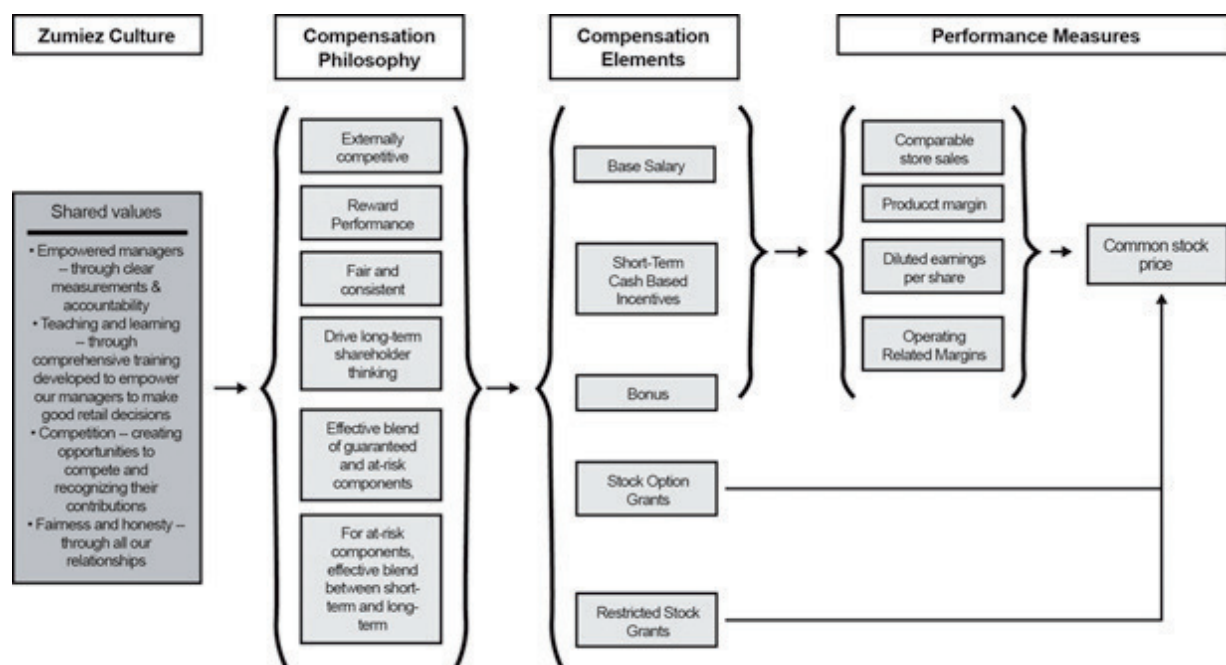 Zumiez Culture
Compensation
Philosophy
Compensation
Elements
Performance Measures
Shared values
• Empowered managers
– through clear
measurements &
accountability
• Teaching and learning
– through
comprehensive training
developed to empower
our managers to make
good retail decisions
• Competition – creating
opportunities to
compete and
recognizing their
contributions
• Fairness and honesty –
through all our
relationships
Externally
competitive
Reward
Performance
Fair and
consistent
Drive long-term
shareholder
thinking
Effective blend
of guaranteed
and at-risk
components
For at-risk
components,
effective blend
between short-
term and long-
term
Base Salary
Short-Term
Cash Based
Incentives
Bonus
Stock Option
Grants
Restricted Stock
Grants
Comparable
store sales
Producct margin
Diluted earnings
per share
Operating
Related Margins
Common stock
price